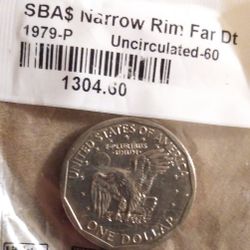 SBA$ Narrow Rim Far Dt
1979-P Uncirculated-60
1304.60
UNITED STATES OF AMERICA
E·PLURIBUS
UNUM
ONE DOLLAR